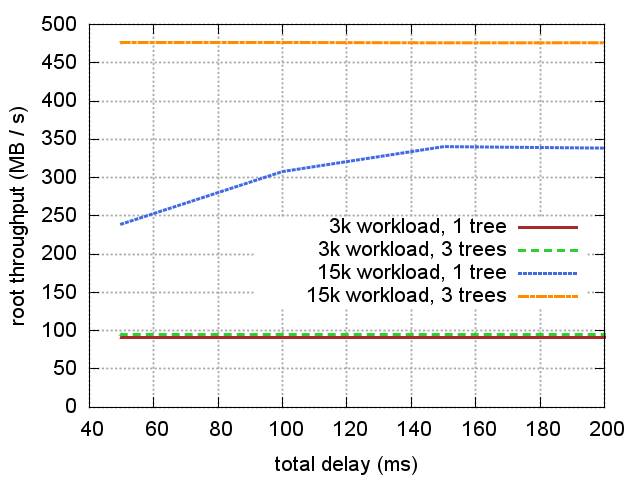 500
450
400
350
300
250
200
150
100
50
0
root throughput (MB / s)
3k workload, 1 tree
3k workload, 3 trees
15k workload, 1 tree
15k workload, 3 trees
40 60 80 100 120 140 160 180 200
total delay (ms)